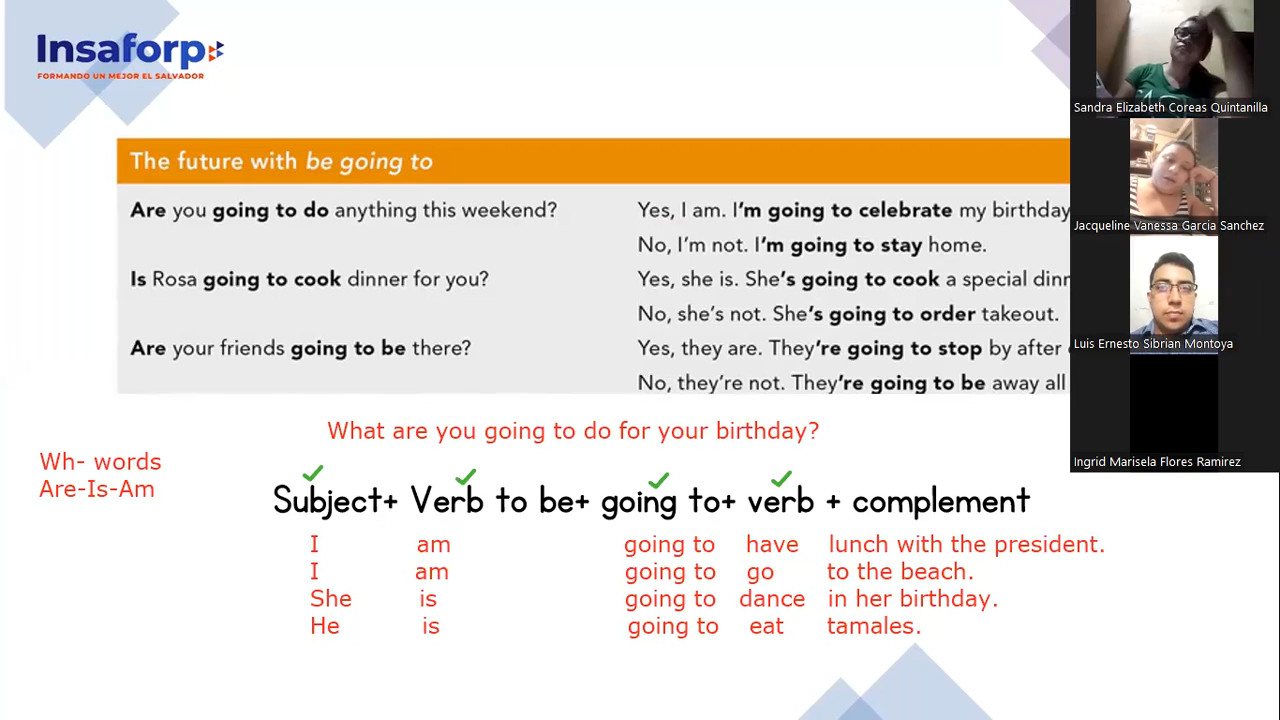 Insaforp
FORMANDO UN MEJOR EL SALVADOR
The future with be going to
Are you going to do anything this weekend?
Yes, I am. I'm going to celebrate my birthday
No, I'm not. I'm going to stay home.
Is Rosa going to cook dinner for you?
Yes, she is. She's going to cook a special dinn
No, she's not. She's going to order takeout.
Are your friends going to be there?
Yes, they are. They're going to stop by after
No, they're not. They're going to be away all
What are you going to do for your birthday?
Wh- words
Are-Is-Am
Subject+ Verb to be+ going to+ verb + complement
I am going to have lunch with the president.
I am going to go to the beach.
She is going to dance in her birthday.
He is going to eat tamales.
Sandra Elizabeth Coreas Quintanilla
Jacqueline Vanessa Garcia Sanchez
Luis Ernesto Sibrian Montoya
Ingrid Marisela Flores Ramirez